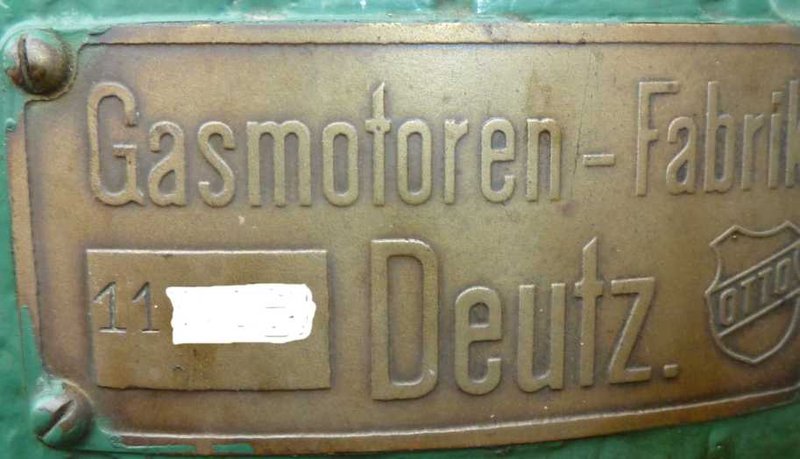 Gasmotoren-Fabrik
11
Deutz.
OTTO